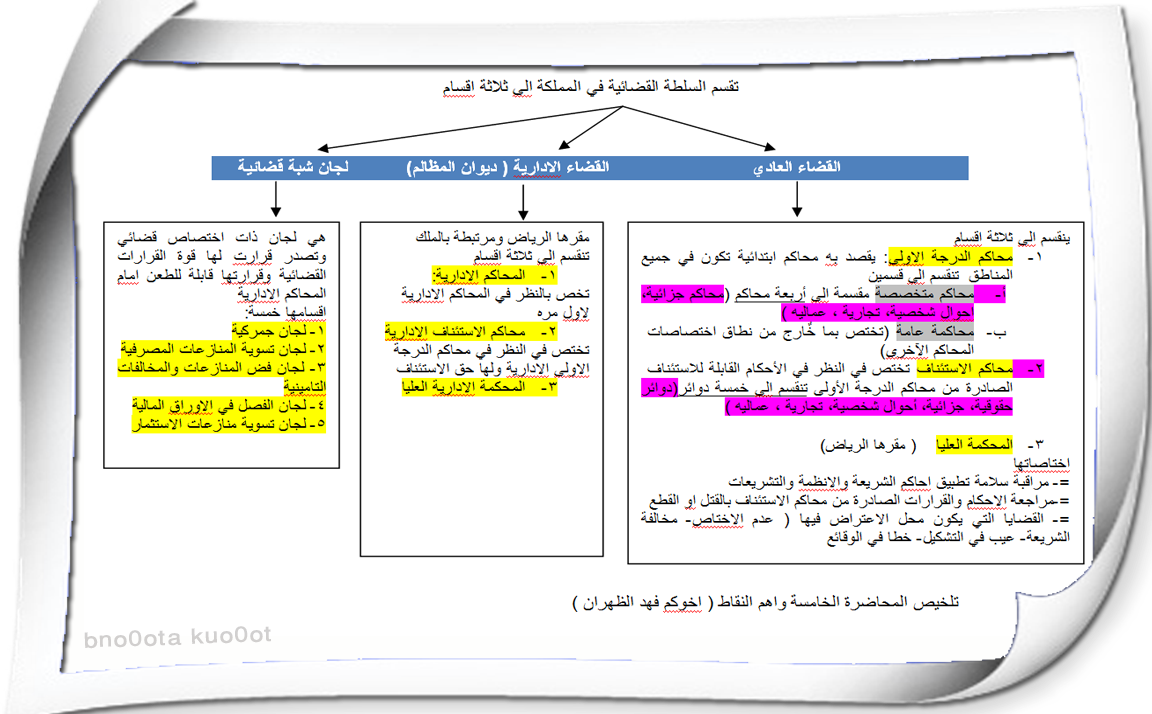 تقسم السلطة القضائية في المملكة الي ثلاثة اقسام
القضاء العادي
القضاء الادارية ( ديوان المظالم)
لجان شبة قضائية
ينقسم الي ثلاثة اقسام
١- محاكم الدرجة الاولي: يقصد به محاكم ابتدائية تكون في جميع
المناطق تنقسم الي قسمين
أ- محاكم متخصصة مقسمة الي أربعة محاكم (محاكم جزائية،
احوال شخصية، تجارية ، عماليه )
ب- محاكمة عامة (تختص بما خارج من نطاق اختصاصات
المحاكم الآخرى)
٢- محاكم الاستئناف تختص في النظر في الأحكام القابلة للاستئناف
الصادرة من محاكم الدرجة الأولى تنقسم الي خمسة دوائر(دوائر
حقوقية، جزائية، أحوال شخصية، تجارية ، عماليه )
٣- المحكمة العليا ( مقرها الرياض)
اختاصاتها
=- مراقبة سلامة تطبيق احاكم الشريعة والانظمة والتشريعات
=-مراجعة الاحكام والقرارات الصادرة من محاكم الاستئناف بالقتل او القطع
=- القضايا التي يكون محل الاعتراض فيها ( عدم الاختاص- مخالفة
الشريعة- عيب في التشكيل- خطا في الوقائع
مقرها الرياض ومرتبطة بالملك
تنقسم الي ثلاثة اقسام
١- المحاكم الادارية:
تخص بالنظر في المحاكم الادارية
لاول مره
٢- محاكم الاستئناف الادارية
تختص في النظر في محاكم الدرجة
الاولي الادارية ولها حق الاستئناف
٣- المحكمة الادارية العليا
هي لجان ذات اختصاص قضائي
وتصدر قرارت لها قوة القرارات
القضائية وقرارتها قابلة للطعن امام
المحاكم الادارية
اقسامها خمسة:
١- لجان جمركية
٢- لجان تسوية المنازعات المصرفية
٣- لجان فض المنازعات والمخالفات
التامينية
٤- لجان الفصل في الاوراق المالية
٥- لجان تسوية منازعات الاستثمار
تلخيص المحاضرة الخامسة واهم النقاط ( اخوكم فهد الظهران )
bno0ota kuo0ot